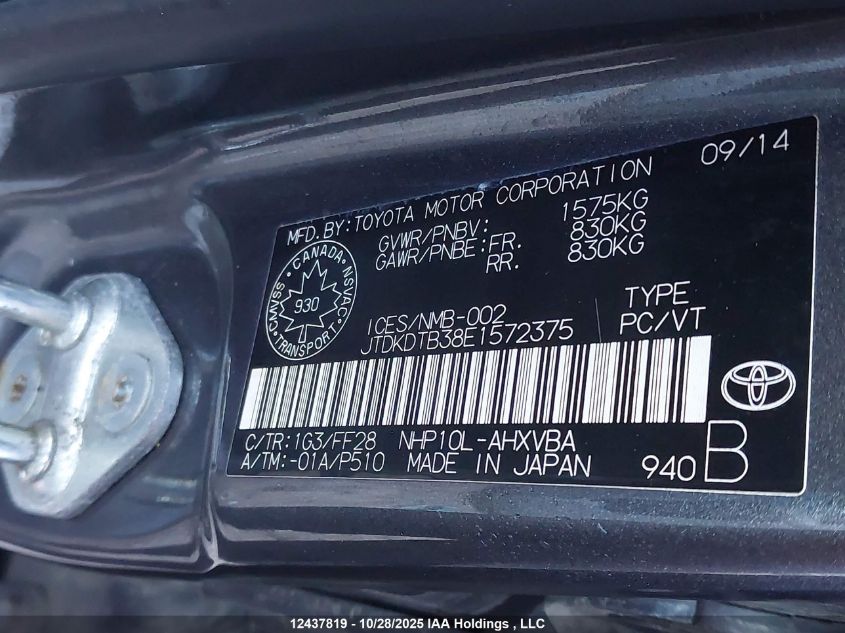 09/14
MFD.BY:TOYOTA MOTOR CORPORATION
GVWR/PNBV: 1575KG
GAWR/PNBE:FR. 830KG
RR. 830KG
CANADA
CMVSS NSVAC
930
TRANSPORT
ICES/NMB-002
JTDKDTB38E1572375
TYPE
PC/VT
C/TR:1G3/FF28 NHP10L-AHXVBA
A/TM:-01A/P510 MADE IN JAPAN
940 B
12437819 - 10/28/2025 IAA Holdings , LLC